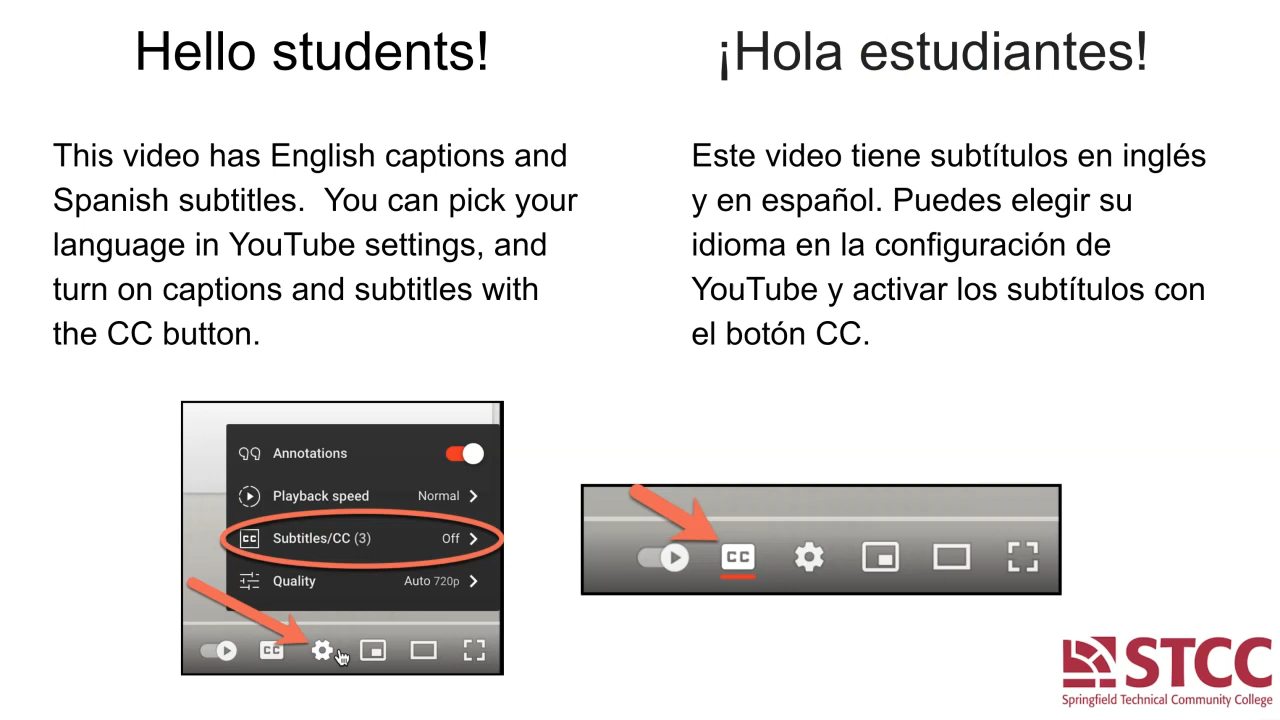 Hello students!
This video has English captions and
Spanish subtitles.  You can pick your
language in YouTube settings, and
turn on captions and subtitles with
the CC button.
¡Hola estudiantes!
Este video tiene subtítulos en inglés
y en español. Puedes elegir su
idioma en la configuración de
YouTube y activar los subtítulos con
el botón CC.
Annotations
Playback speed Normal
CC Subtitles/CC (3) Off
Quality Auto 720p
CC
CC
STCC
Springfield Technical Community College